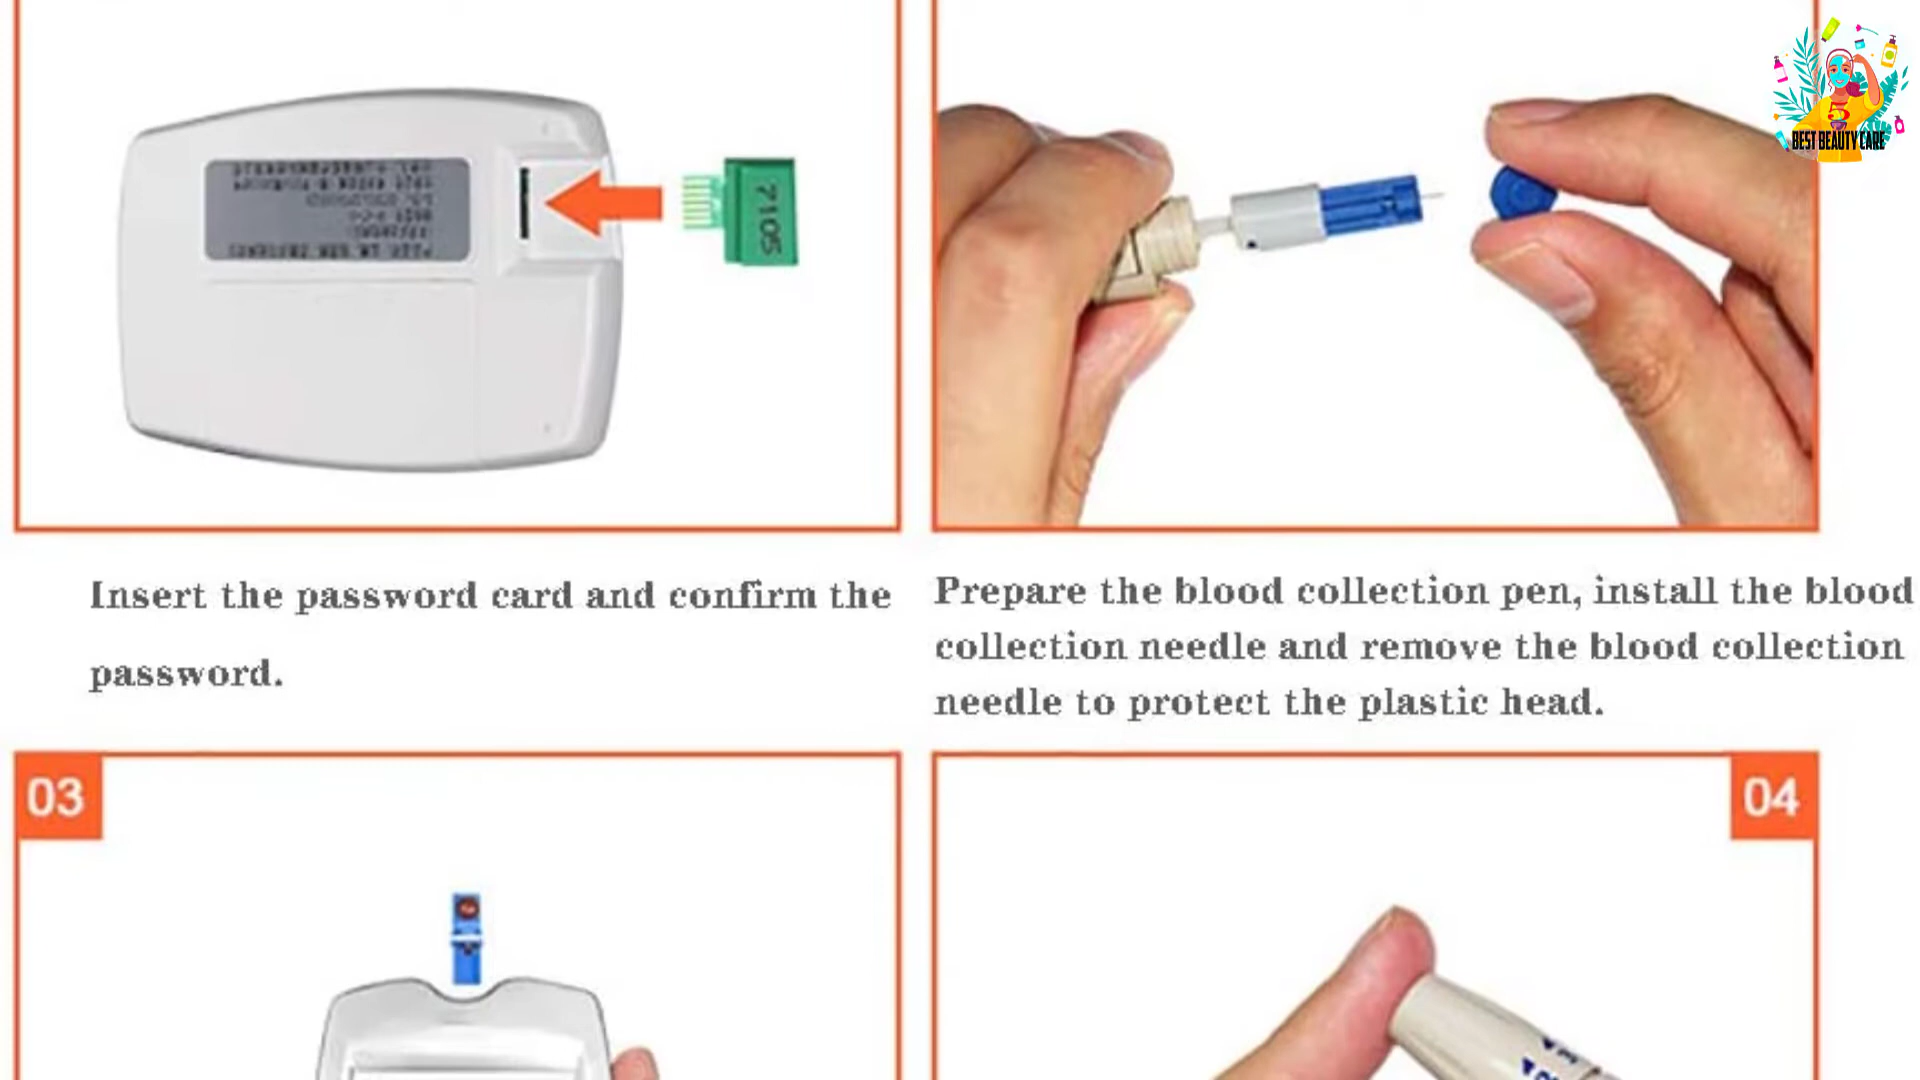 7105
5
BEST BEAUTY CARE
Insert the password card and confirm the
password.
Prepare the blood collection pen, install the blood
collection needle and remove the blood collection
needle to protect the plastic head.
03
04